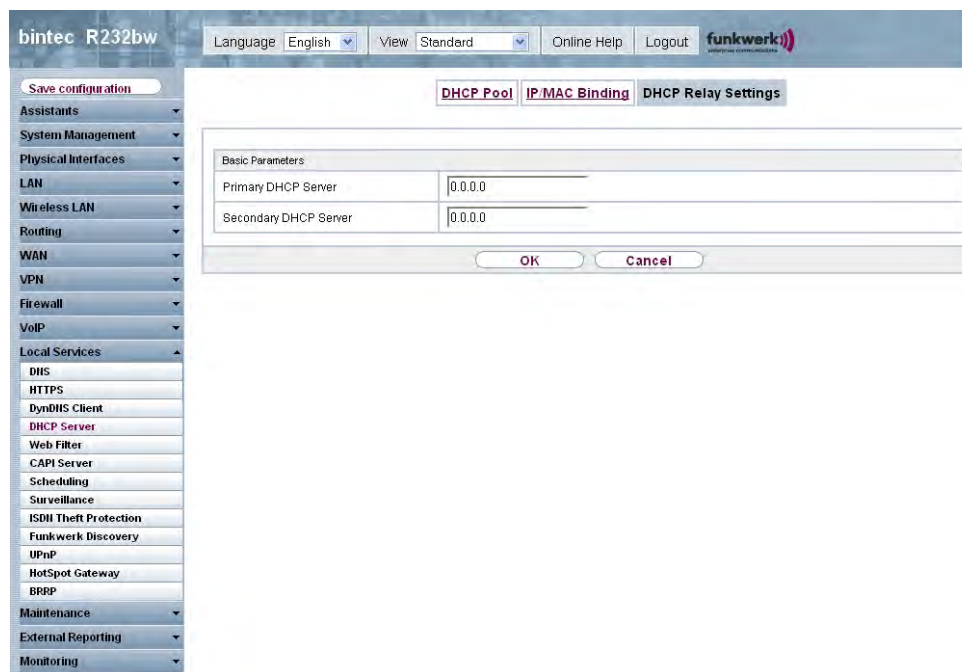 bintec R232bw
Language English View Standard Online Help Logout funkwerk
Save configuration
DHCP Pool IP/MAC Binding DHCP Relay Settings
Assistants
System Management
Physical Interfaces
LAN
Wireless LAN
Routing
WAN
VPN
Firewall
VoIP
Local Services
DNS
HTTPS
DynDNS Client
DHCP Server
Web Filter
CAPI Server
Scheduling
Surveillance
ISDN Theft Protection
Funkwerk Discovery
UPnP
HotSpot Gateway
BRRP
Maintenance
External Reporting
Monitoring
Basic Parameters
Primary DHCP Server 0.0.0.0
Secondary DHCP Server 0.0.0.0
OK Cancel